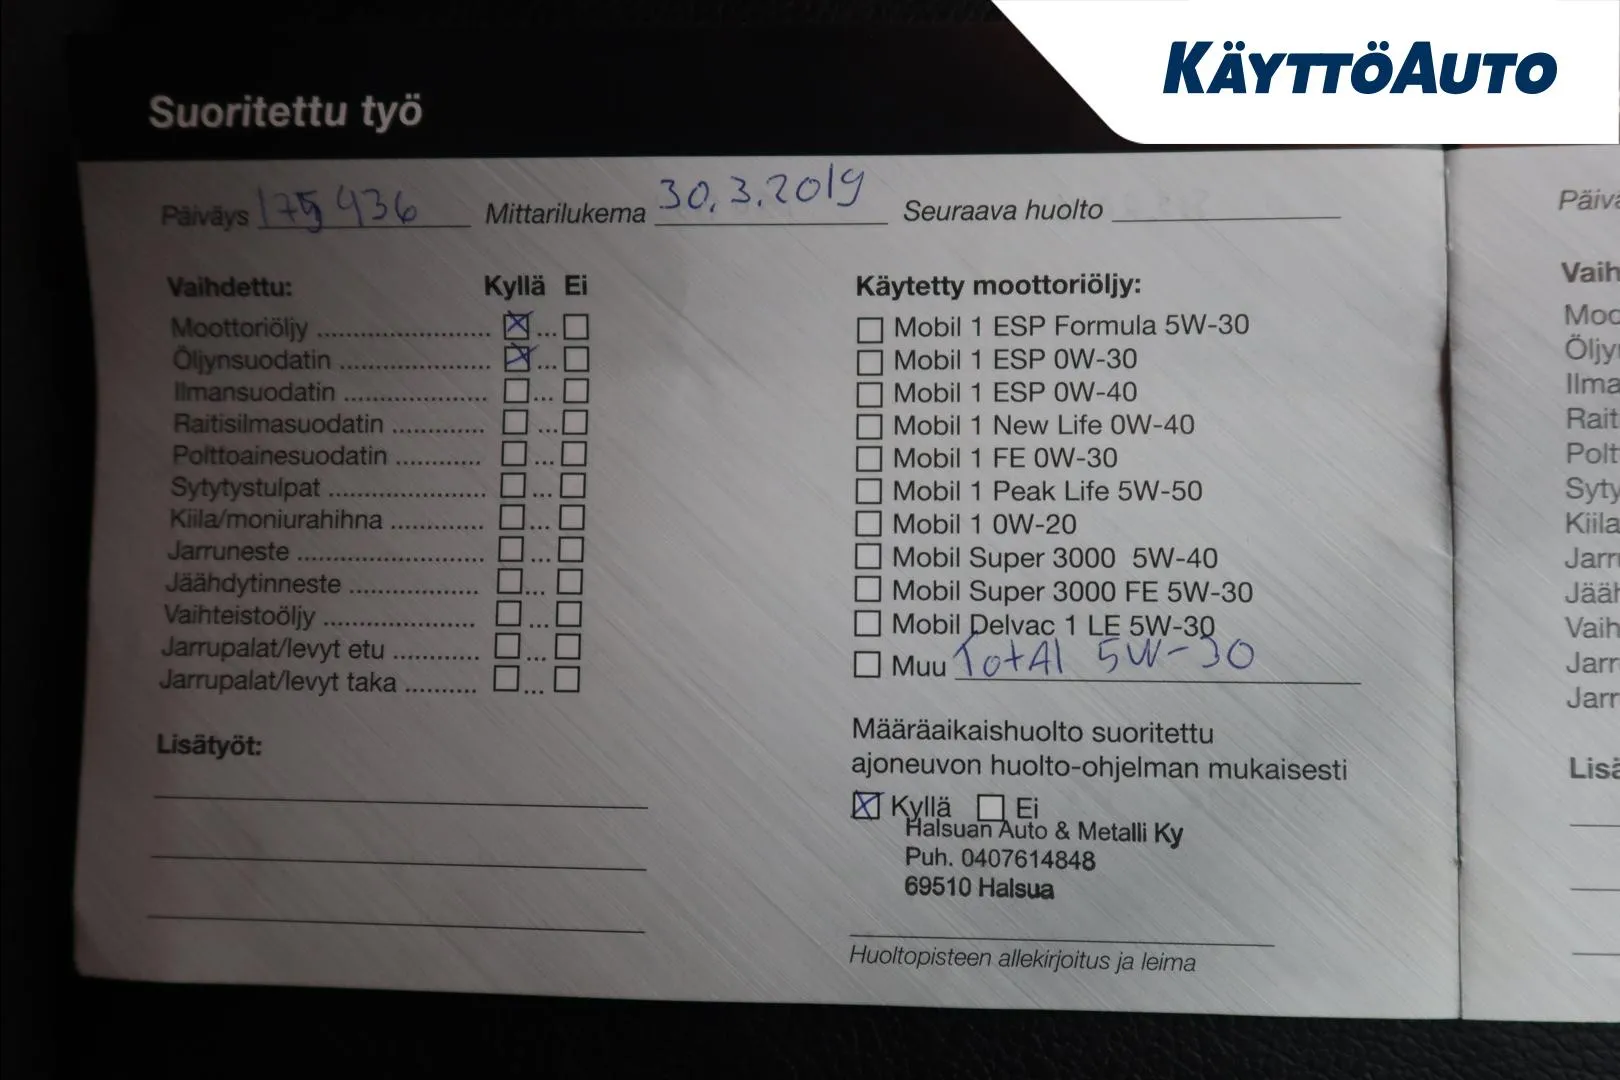 KÄYTTÖAUTO
Suoritettu työ
Päiväys 175 936 Mittarilukema 30.3.2019 Seuraava huolto
Vaihdettu: Kyllä Ei
Moottoriöljy
Öljynsuodatin
Ilmansuodatin
Raitisilmasuodatin
Polttoainesuodatin
Sytytystulpat
Kiila/moniurahihna
Jarruneste
Jäähdytinneste
Vaihteistoöljy
Jarrupalat/levyt etu
Jarrupalat/levyt taka
Lisätyöt:
Käytetty moottoriöljy:
Mobil 1 ESP Formula 5W-30
Mobil 1 ESP 0W-30
Mobil 1 ESP 0W-40
Mobil 1 New Life 0W-40
Mobil 1 FE 0W-30
Mobil 1 Peak Life 5W-50
Mobil 1 0W-20
Mobil Super 3000 5W-40
Mobil Super 3000 FE 5W-30
Mobil Delvac 1 LE 5W-30
Muu TotAl 5W-30
Määräaikaishuolto suoritettu
ajoneuvon huolto-ohjelman mukaisesti
Kyllä Ei
Halsuan Auto & Metalli Ky
Puh. 0407614848
69510 Halsua
Huoltopisteen allekirjoitus ja leima